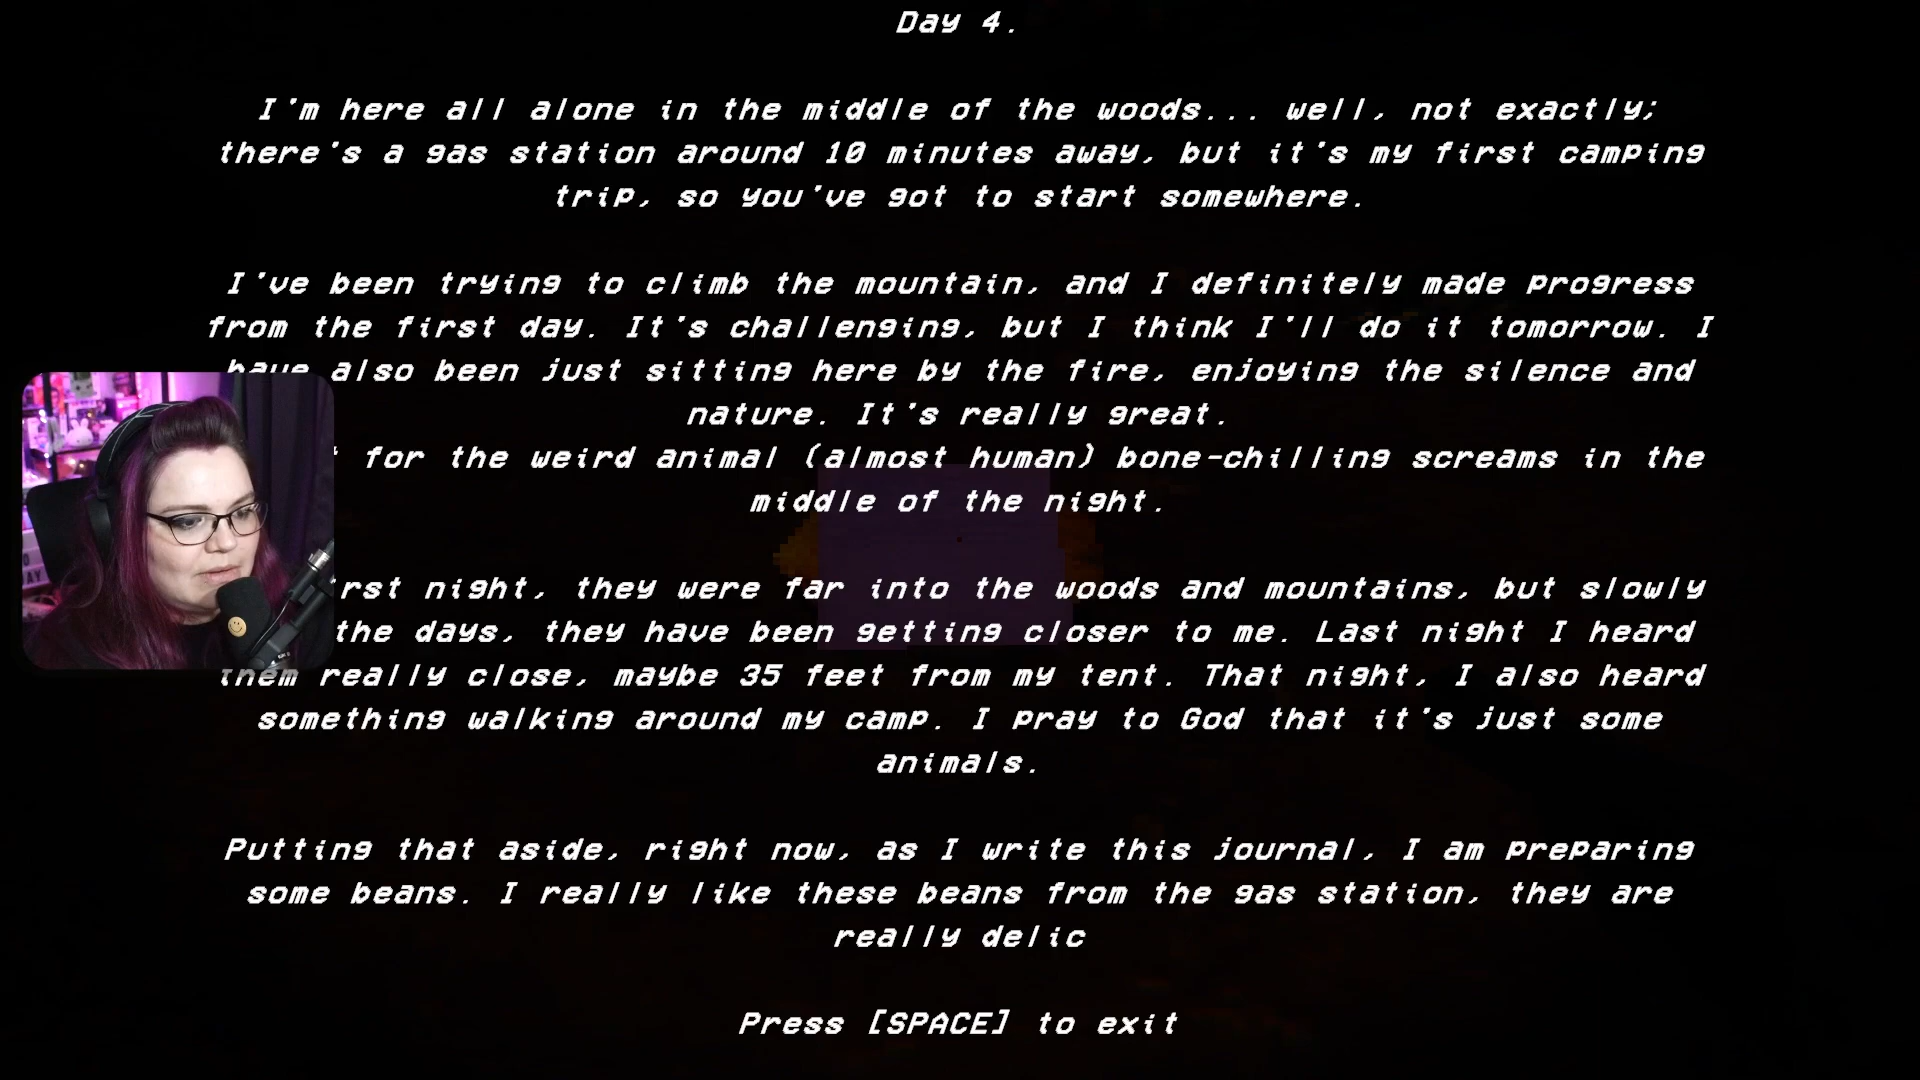 Day 4.
I'm here all alone in the middle of the woods... well, not exactly;
there's a gas station around 10 minutes away, but it's my first camping
trip, so you've got to start somewhere.
I've been trying to climb the mountain, and I definitely made progress
from the first day. It's challenging, but I think I'll do it tomorrow. I
have also been just sitting here by the fire, enjoying the silence and
nature. It's really great.
for the weird animal (almost human) bone-chilling screams in the
middle of the night.
night, they were far into the woods and mountains, but slowly
the days, they have been getting closer to me. Last night I heard
them really close, maybe 35 feet from my tent. That night, I also heard
something walking around my camp. I pray to God that it's just some
animals.
Putting that aside, right now, as I write this journal, I am preparing
some beans. I really like these beans from the gas station, they are
really delic
Press [SPACE] to exit